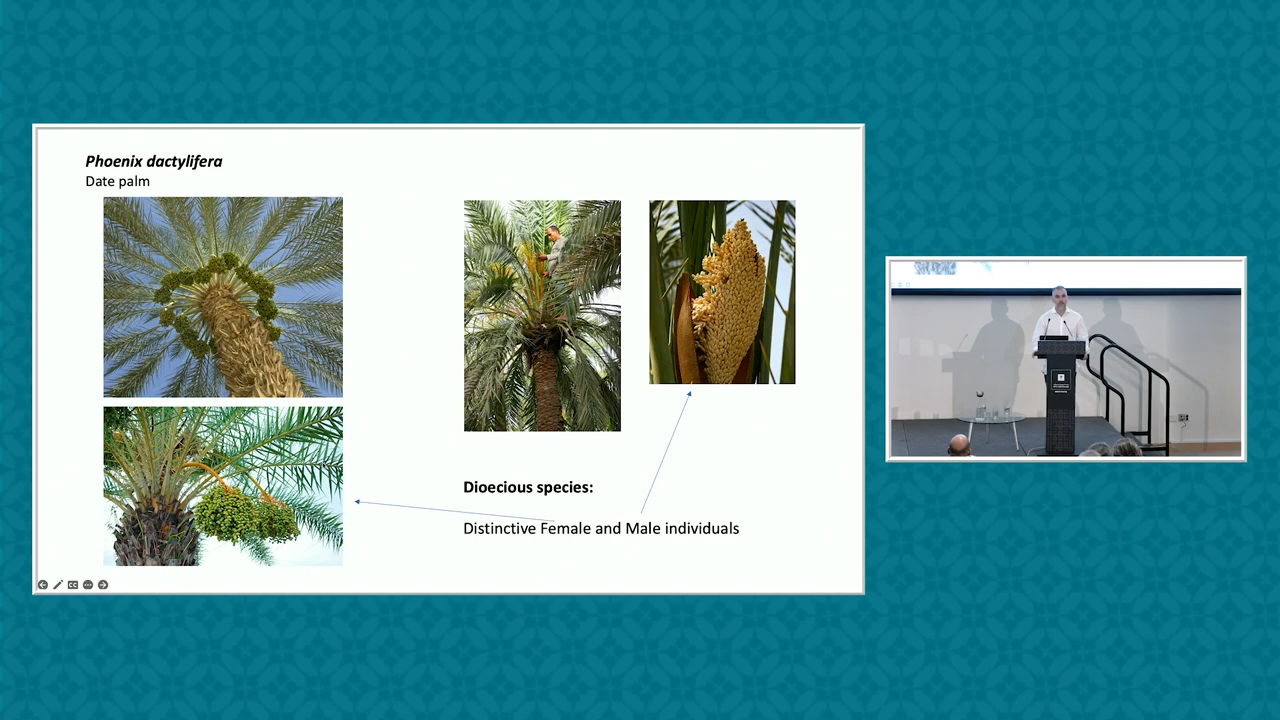 Phoenix dactylifera
Date palm
Dioecious species:
Distinctive Female and Male individuals